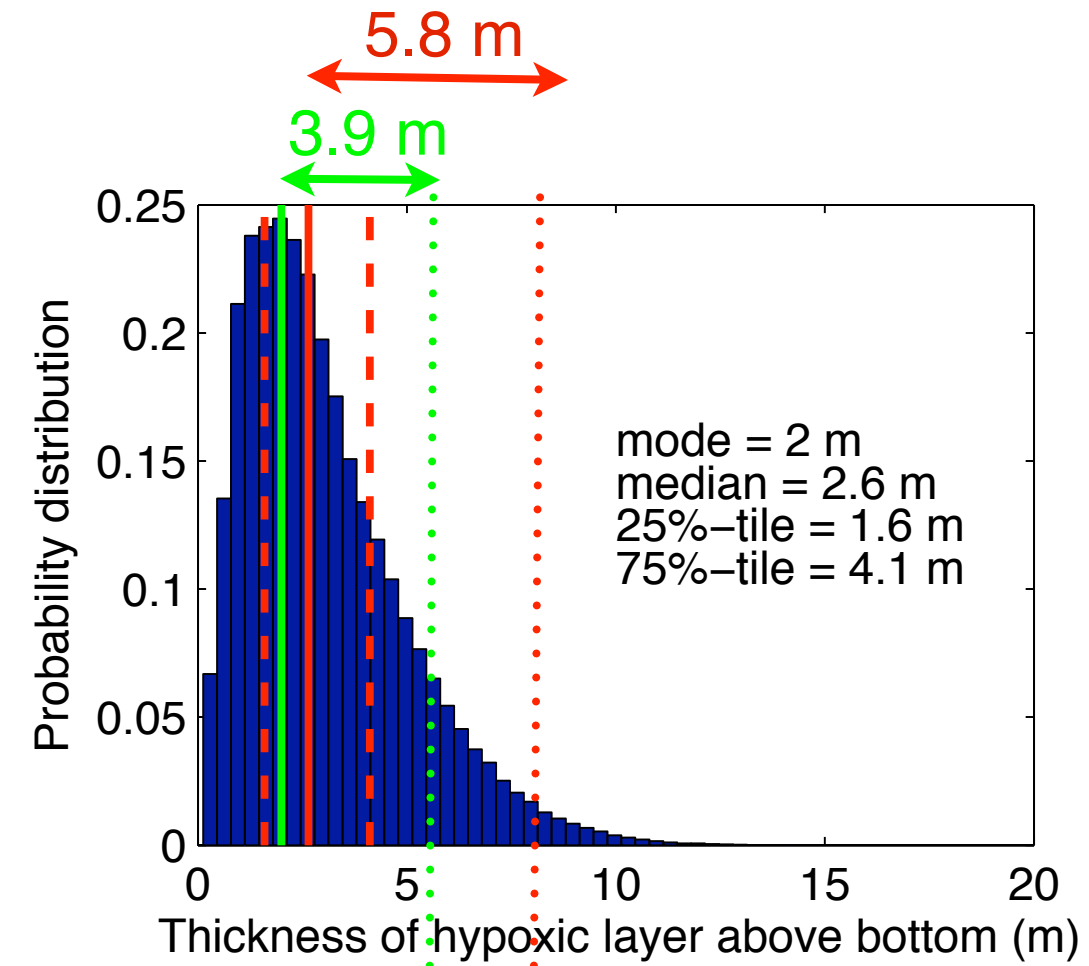 5.8 m
3.9 m
0.25
0.2
0.15
0.1
0.05
0
Probability distribution
mode = 2 m
median = 2.6 m
25%−tile = 1.6 m
75%−tile = 4.1 m
0 5 10 15 20
Thickness of hypoxic layer above bottom (m)